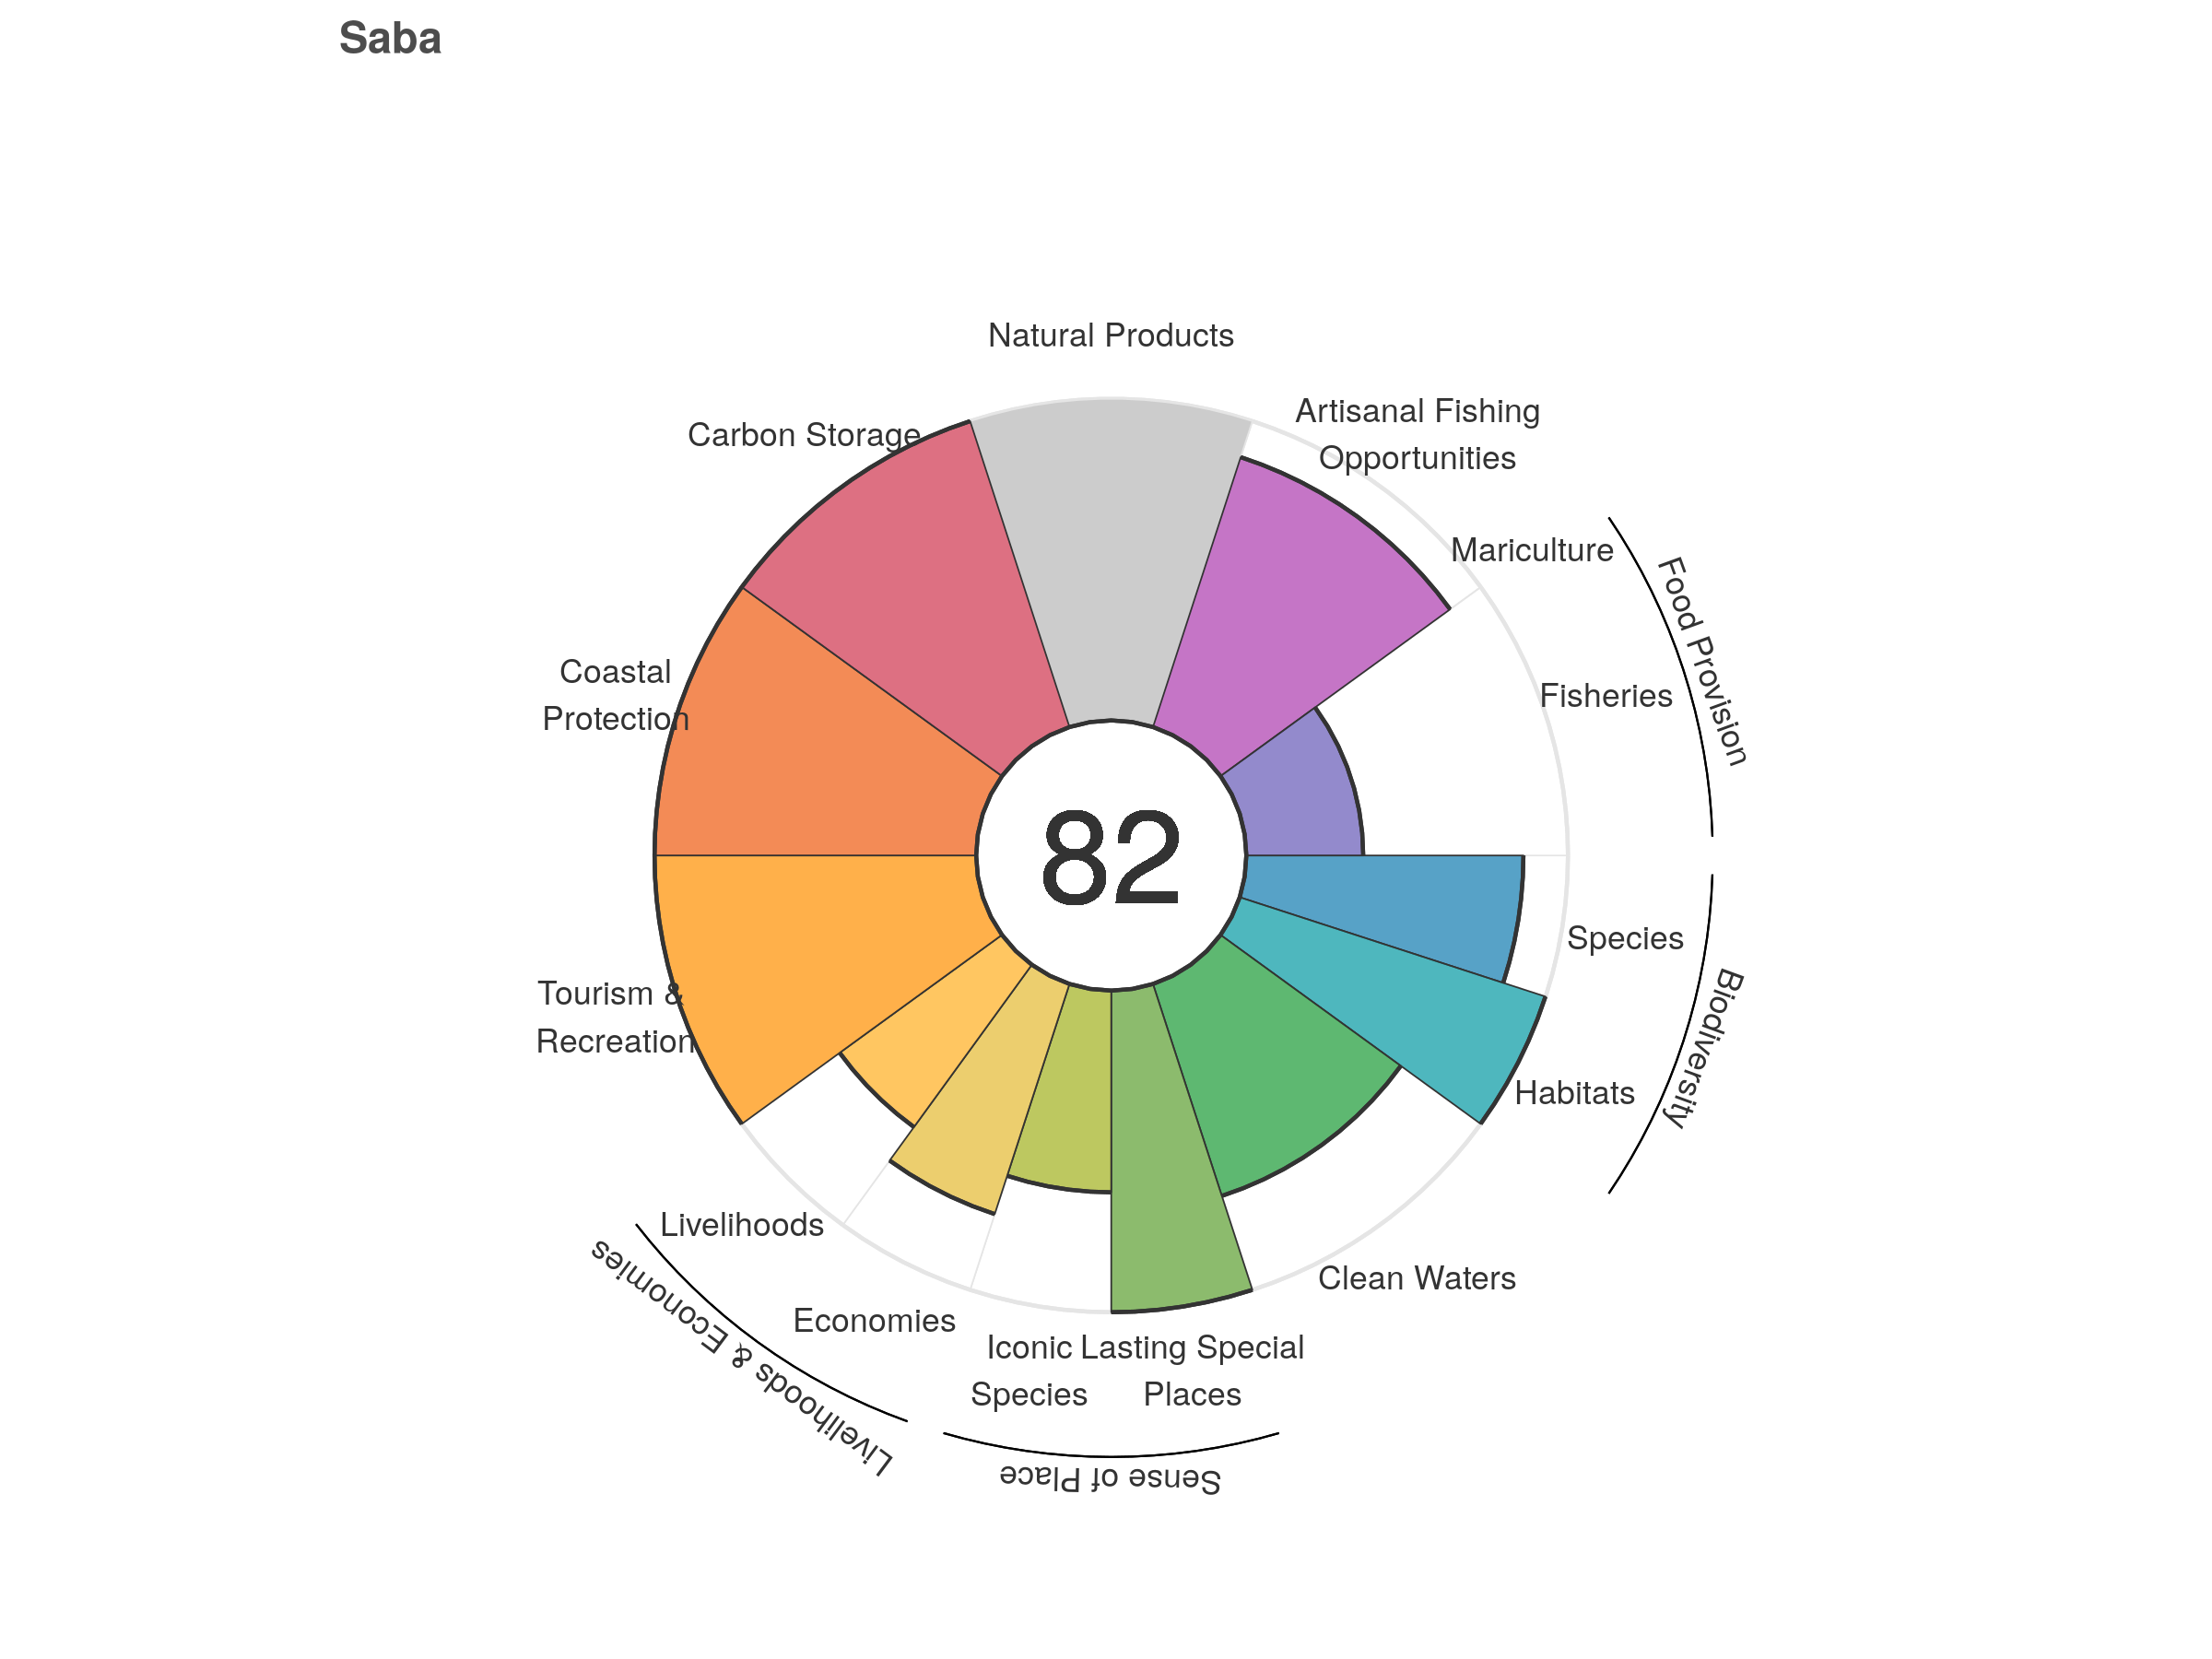 Saba
Natural Products
Artisanal Fishing
Opportunities
Carbon Storage
Mariculture
Food Provision
Fisheries
Coastal
Protection
82
Species
Biodiversity
Tourism &
Recreation
Habitats
Livelihoods
Clean Waters
Livelihoods & Economies
Economies
Iconic
Species
Lasting Special
Places
Sense of Place